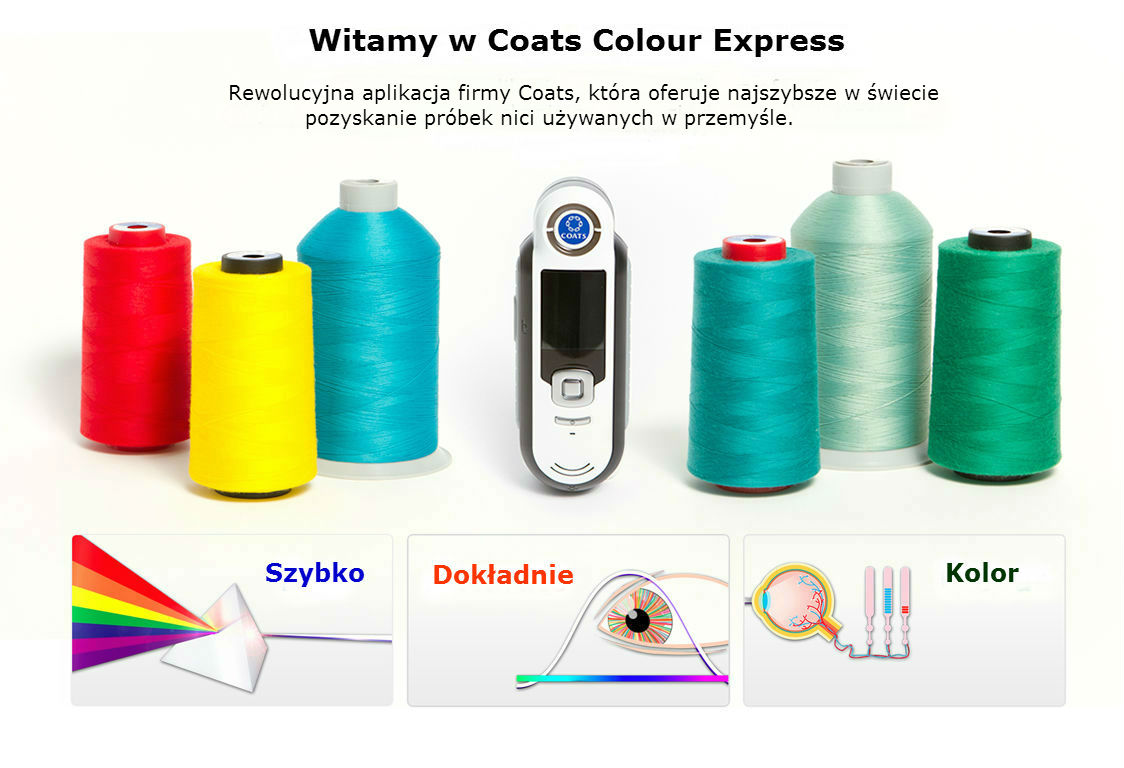 Witamy w Coats Colour Express
Rewolucyjna aplikacja firmy Coats, która oferuje najszybsze w świecie
pozyskanie próbek nici używanych w przemyśle.
COATS
Szybko
Dokładnie
Kolor